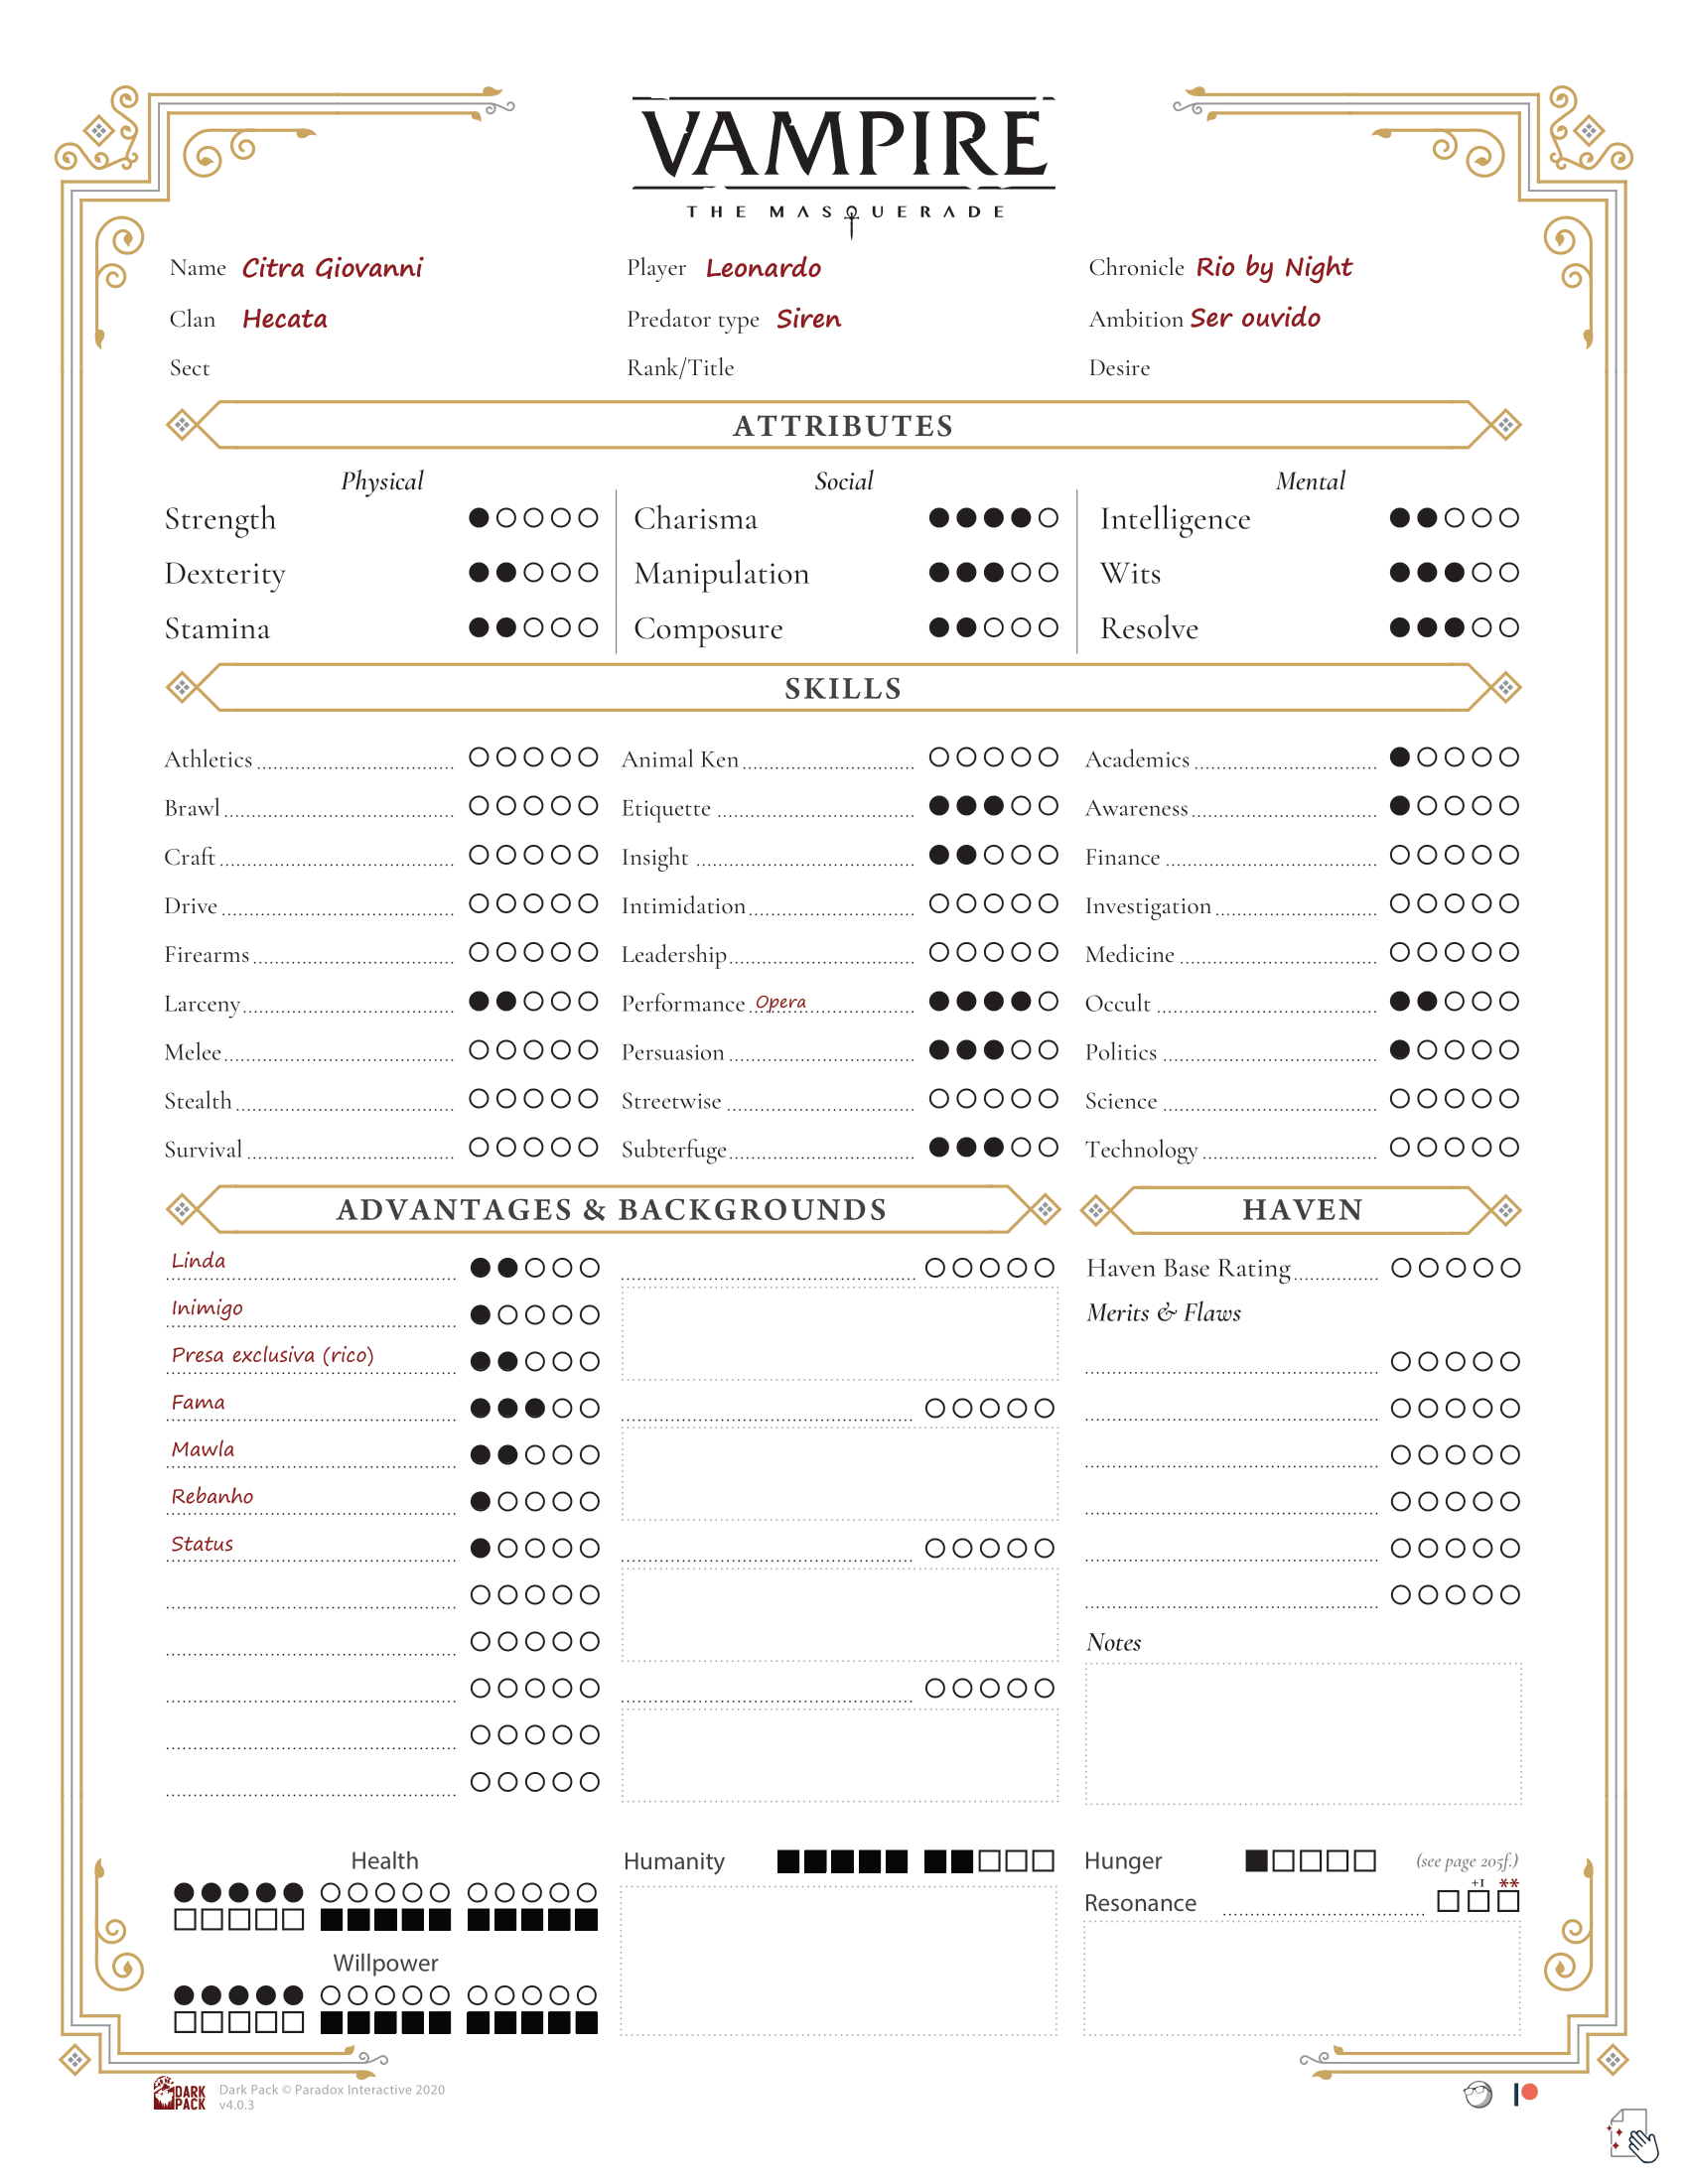 VAMPIRE
THE MASQUERADE
Name Citra Giovanni Player Leonardo Chronicle Rio by Night
Clan Hecata Predator type Siren Ambition Ser ouvido
Sect Rank/Title Desire
ATTRIBUTES
Physical Social Mental
Strength Charisma Intelligence
Dexterity Manipulation Wits
Stamina Composure Resolve
SKILLS
Athletics Animal Ken Academics
Brawl Etiquette Awareness
Craft Insight Finance
Drive Intimidation Investigation
Firearms Leadership Medicine
Larceny Performance Opera Occult
Melee Persuasion Politics
Stealth Streetwise Science
Survival Subterfuge Technology
ADVANTAGES & BACKGROUNDS HAVEN
Linda Haven Base Rating
Inimigo Merits & Flaws
Presa exclusiva (rico)
Fama
Mawla
Rebanho
Status
Notes
Health Humanity Hunger (see page 205f.)
+1 **
Resonance
Willpower
DARK PACK Dark Pack © Paradox Interactive 2020
v4.0.3